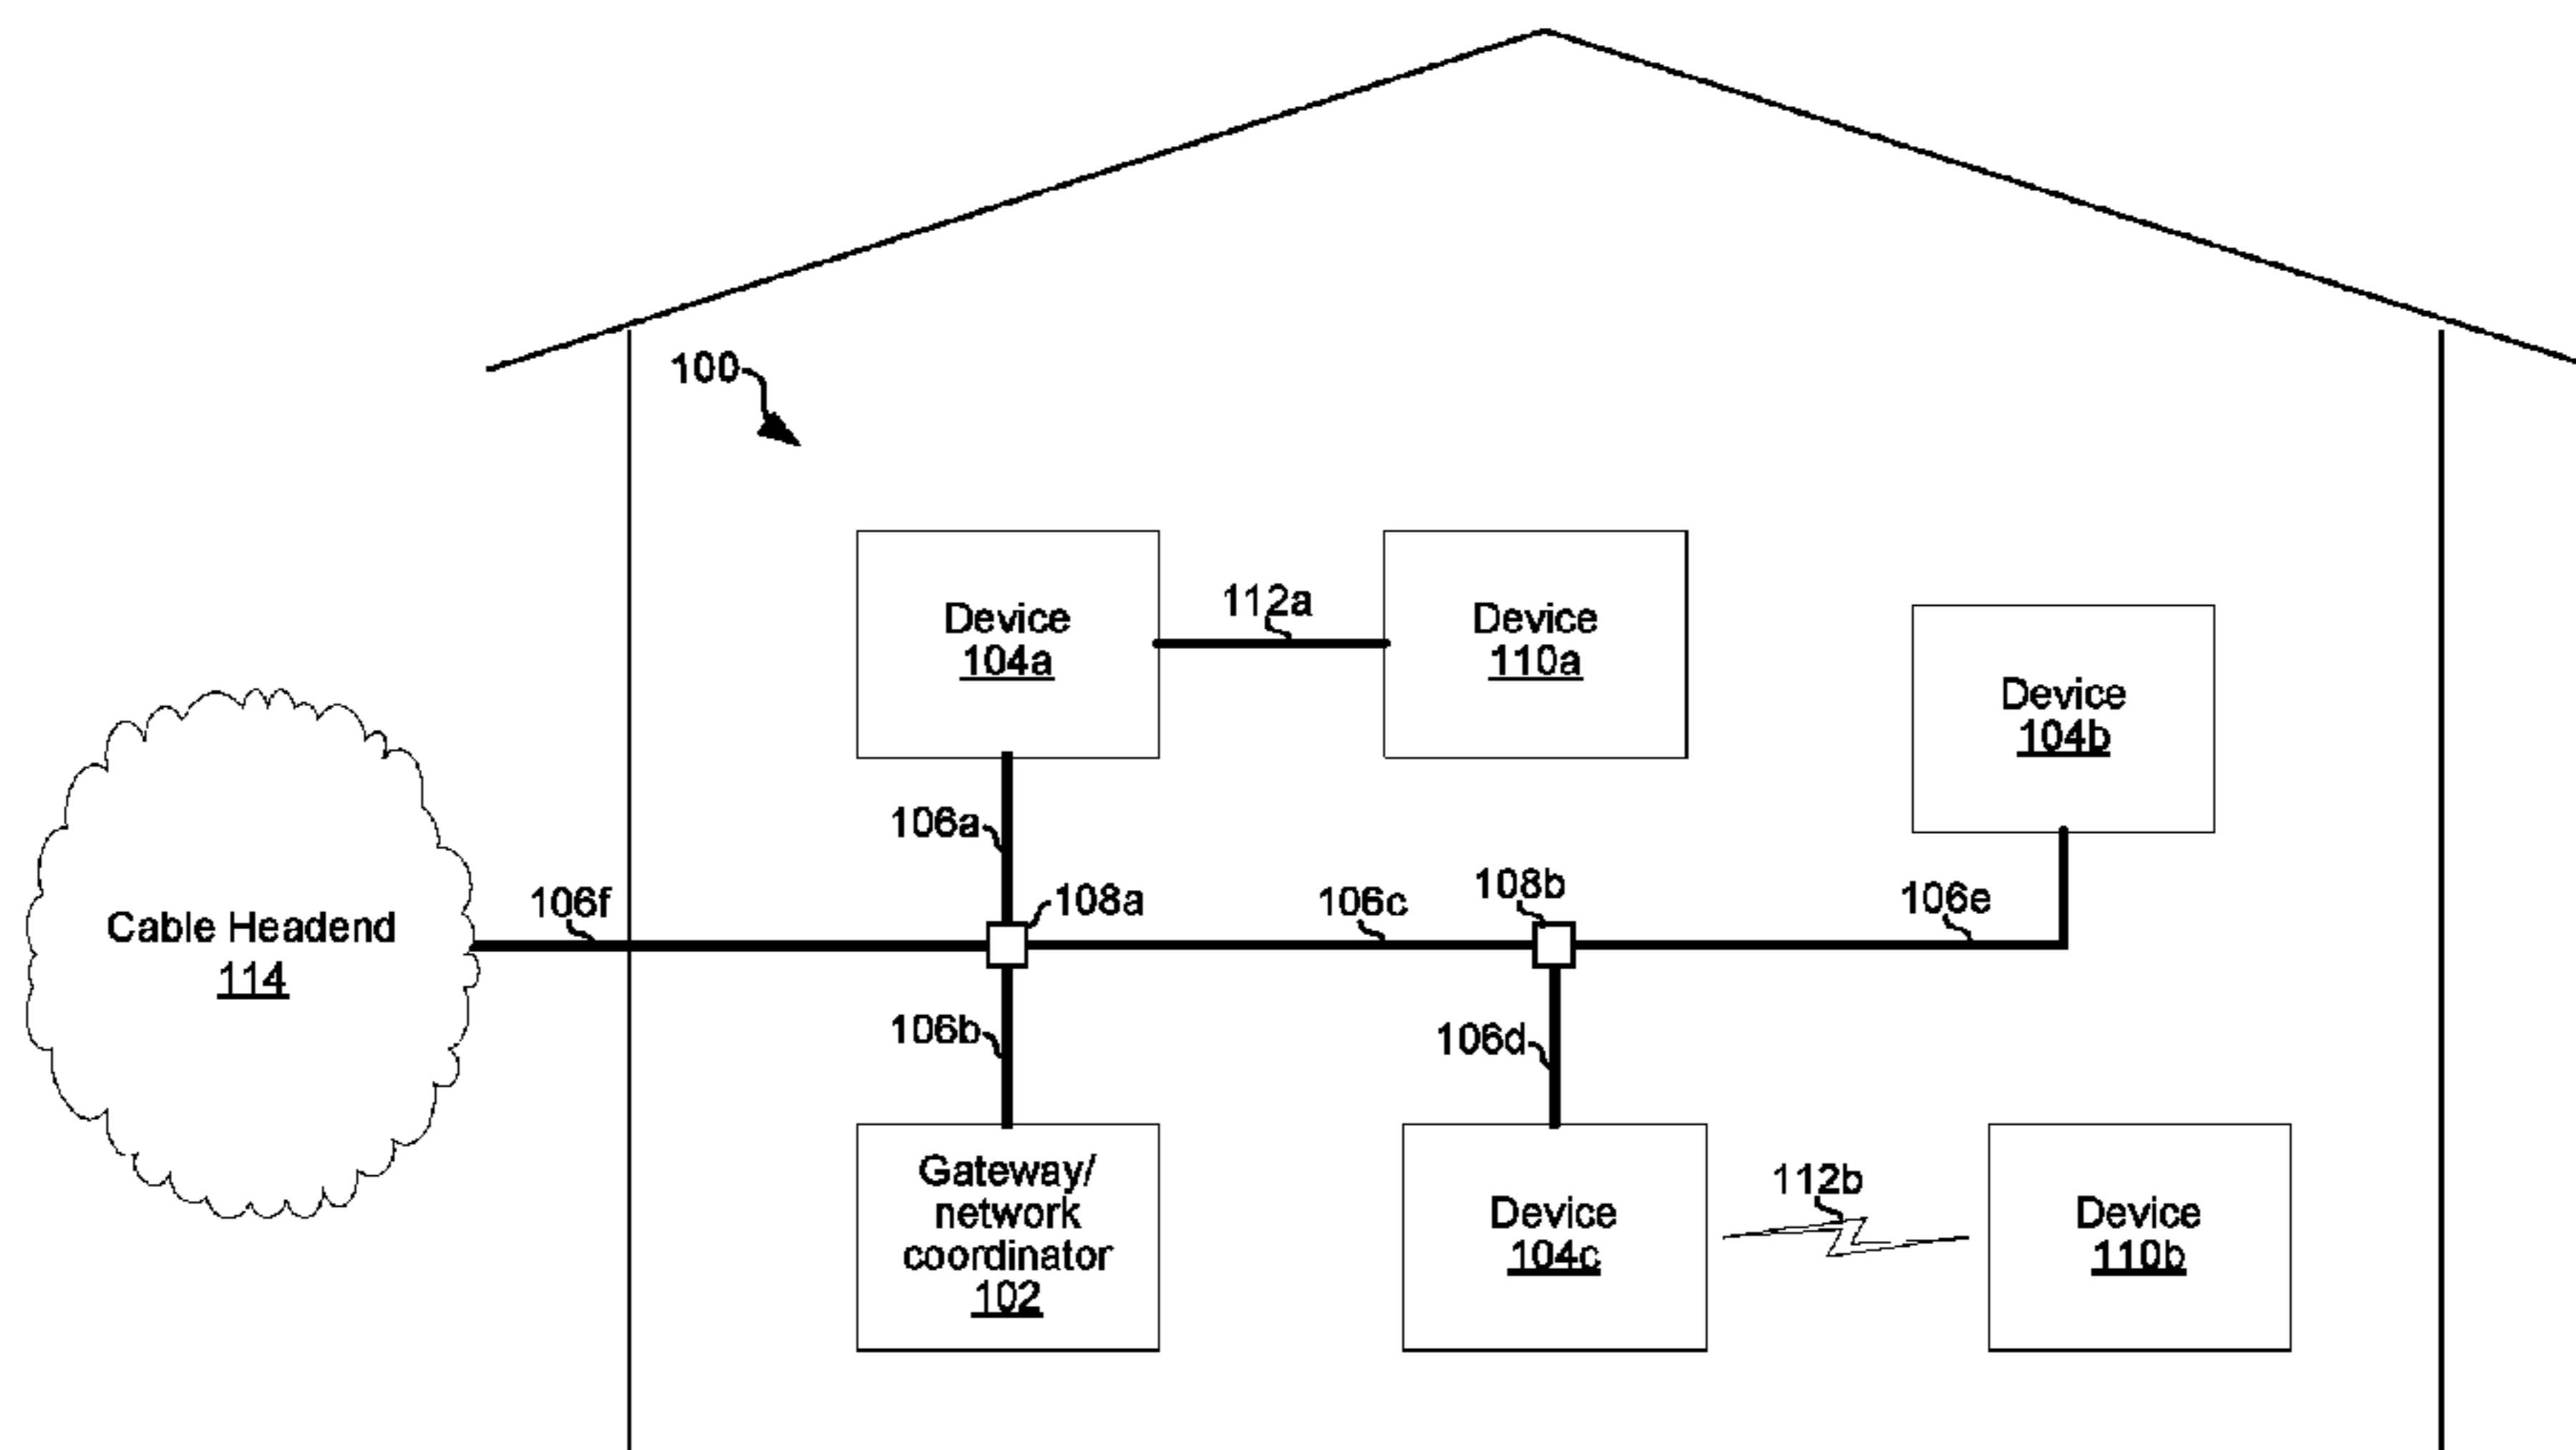 100
112a
Device
104a
Device
110a
Device
104b
106a
108a
106f
106c
108b
106e
Cable Headend
114
106b
106d
Gateway/
network
coordinator
102
Device
104c
112b
Device
110b